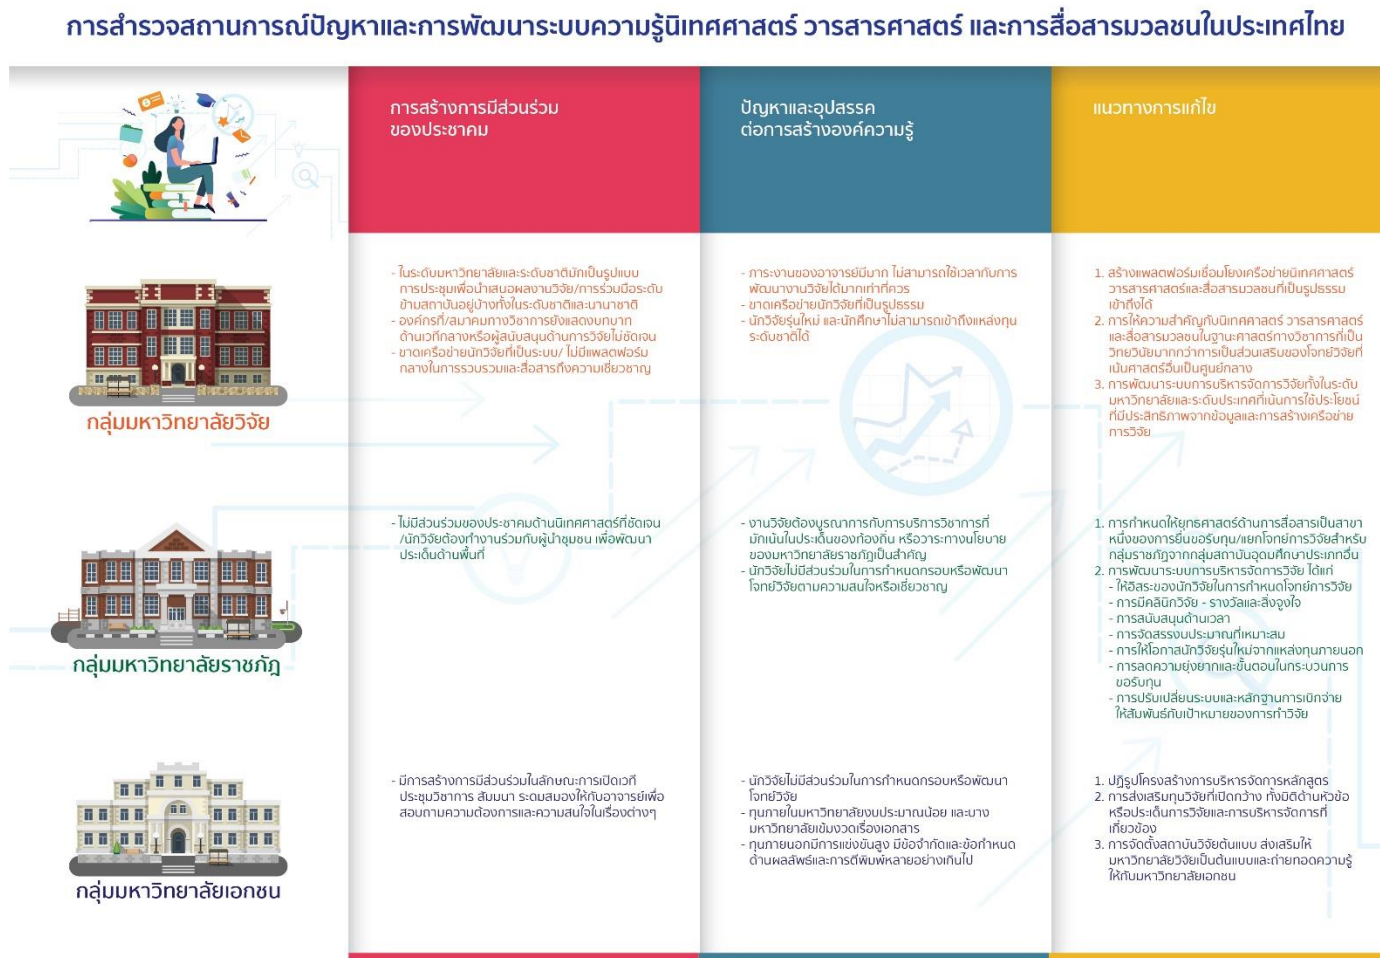 การสำรวจสถานการณ์ปัญหาและการพัฒนาระบบความรู้นิเทศศาสตร์ วารสารศาสตร์ และการสื่อสารมวลชนในประเทศไทย
การสร้างการมีส่วนร่วม
ของประชาคม
ปัญหาและอุปสรรค
ต่อการสร้างองค์ความรู้
แนวทางการแก้ไข
กลุ่มมหาวิทยาลัยวิจัย
- ในระดับมหาวิทยาลัยและระดับชาติมักเป็นรูปแบบ
การประชุมเพื่อนำเสนอผลงานวิจัย/การร่วมมือระดับ
ข้ามสถาบันอยู่บ้างทั้งในระดับชาติและนานาชาติ
- องค์กรที่/สมาคมทางวิชาการยังแสดงบทบาท
ด้านเวทีกลางหรือผู้สนับสนุนด้านการวิจัยไม่ชัดเจน
- ขาดเครือข่ายนักวิจัยที่เป็นระบบ/ ไม่มีแพลตฟอร์ม
กลางในการรวบรวมและสื่อสารถึงความเชี่ยวชาญ
- ภาระงานของอาจารย์มีมาก ไม่สามารถใช้เวลากับการ
พัฒนางานวิจัยได้มากเท่าที่ควร
- ขาดเครือข่ายนักวิจัยที่เป็นรูปธรรม
- นักวิจัยรุ่นใหม่ และนักศึกษาไม่สามารถเข้าถึงแหล่งทุน
ระดับชาติได้
1. สร้างแพลตฟอร์มเชื่อมโยงเครือข่ายนิเทศศาสตร์
วารสารศาสตร์และสื่อสารมวลชนที่เป็นรูปธรรม
เข้าถึงได้
2. การให้ความสำคัญกับนิเทศศาสตร์ วารสารศาสตร์
และสื่อสารมวลชนในฐานะศาสตร์ทางวิชาการที่เป็น
วิทยวินัยมากกว่าการเป็นส่วนเสริมของโจทย์วิจัยที่
เน้นศาสตร์อื่นเป็นศูนย์กลาง
3. การพัฒนาระบบการบริหารจัดการวิจัยทั้งในระดับ
มหาวิทยาลัยและระดับประเทศที่เน้นการใช้ประโยชน์
ที่มีประสิทธิภาพจากข้อมูลและการสร้างเครือข่าย
การวิจัย
กลุ่มมหาวิทยาลัยราชภัฏ
- ไม่มีส่วนร่วมของประชาคมด้านนิเทศศาสตร์ที่ชัดเจน
/นักวิจัยต้องทำงานร่วมกับผู้นำชุมชน เพื่อพัฒนา
ประเด็นด้านพื้นที่
- งานวิจัยต้องบูรณาการกับการบริการวิชาการที่
มักเน้นในประเด็นของท้องถิ่น หรือวาระทางนโยบาย
ของมหาวิทยาลัยราชภัฏเป็นสำคัญ
- นักวิจัยไม่มีส่วนร่วมในการกำหนดกรอบหรือพัฒนา
โจทย์วิจัยตามความสนใจหรือเชี่ยวชาญ
1. การกำหนดให้ยุทธศาสตร์ด้านการสื่อสารเป็นสาขา
หนึ่งของการยื่นขอรับทุน/แยกโจทย์การวิจัยสำหรับ
กลุ่มราชภัฏจากกลุ่มสถาบันอุดมศึกษาประเภทอื่น
2. การพัฒนาระบบการบริหารจัดการวิจัย ได้แก่
- ให้อิสระของนักวิจัยในการกำหนดโจทย์การวิจัย
- การมีคลินิกวิจัย - รางวัลและสิ่งจูงใจ
- การสนับสนุนด้านเวลา
- การจัดสรรงบประมาณที่เหมาะสม
- การให้โอกาสนักวิจัยรุ่นใหม่จากแหล่งทุนภายนอก
- การลดความยุ่งยากและขั้นตอนในกระบวนการ
ขอรับทุน
- การปรับเปลี่ยนระบบและหลักฐานการเบิกจ่าย
ให้สัมพันธ์กับเป้าหมายของการทำวิจัย
กลุ่มมหาวิทยาลัยเอกชน
- มีการสร้างการมีส่วนร่วมในลักษณะการเปิดเวที
ประชุมวิชาการ สัมมนา ระดมสมองให้กับอาจารย์เพื่อ
สอบถามความต้องการและความสนใจในเรื่องต่างๆ
- นักวิจัยไม่มีส่วนร่วมในการกำหนดกรอบหรือพัฒนา
โจทย์วิจัย
- ทุนภายในมหาวิทยาลัยงบประมาณน้อย และบาง
มหาวิทยาลัยเข้มงวดเรื่องเอกสาร
- ทุนภายนอกมีการแข่งขันสูง มีข้อจำกัดและข้อกำหนด
ด้านผลลัพธ์และการตีพิมพ์หลายอย่างเกินไป
1. ปฏิรูปโครงสร้างการบริหารจัดการหลักสูตร
2. การส่งเสริมทุนวิจัยที่เปิดกว้าง ทั้งมิติด้านหัวข้อ
หรือประเด็นการวิจัยและการบริหารจัดการที่
เกี่ยวข้อง
3. การจัดตั้งสถาบันวิจัยต้นแบบ ส่งเสริมให้
มหาวิทยาลัยวิจัยเป็นต้นแบบและถ่ายทอดความรู้
ให้กับมหาวิทยาลัยเอกชน